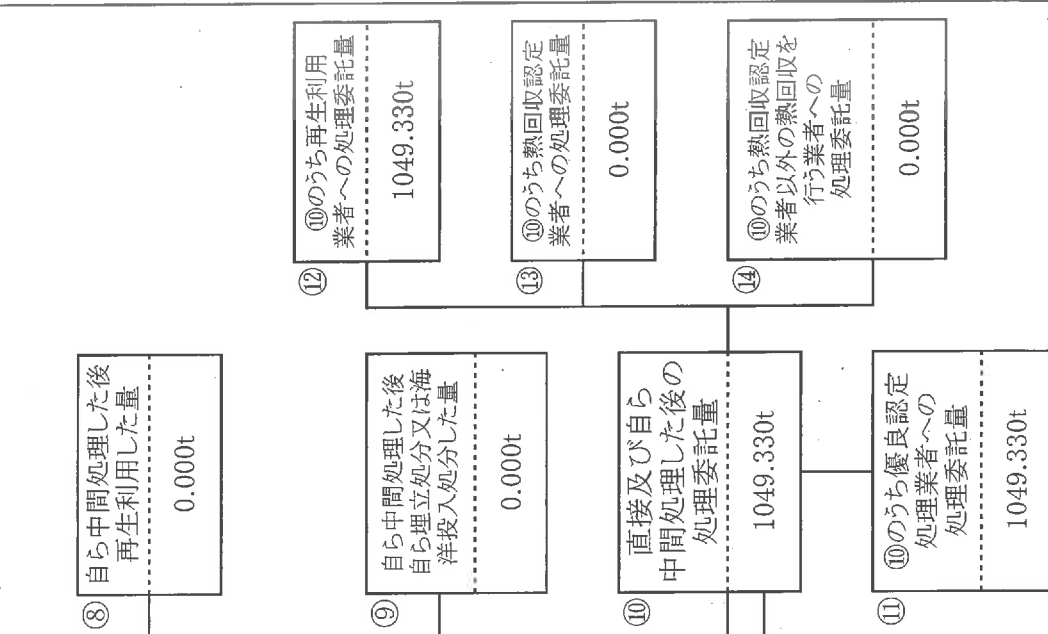 ⑧
自ら中間処理した後
再生利用した量
0.000t
⑨
自ら中間処理した後
自ら埋立処分又は海
洋投入処分した量
0.000t
⑩
直接及び自ら
中間処理した後の
処理委託量
1049.330t
⑪
⑩のうち優良認定
処理業者への
処理委託量
1049.330t
⑫
⑩のうち再生利用
業者への処理委託量
1049.330t
⑬
⑩のうち熱回収認定
業者への処理委託量
0.000t
⑭
⑩のうち熱回収認定
業者以外の熱回収を
行う業者への
処理委託量
0.000t